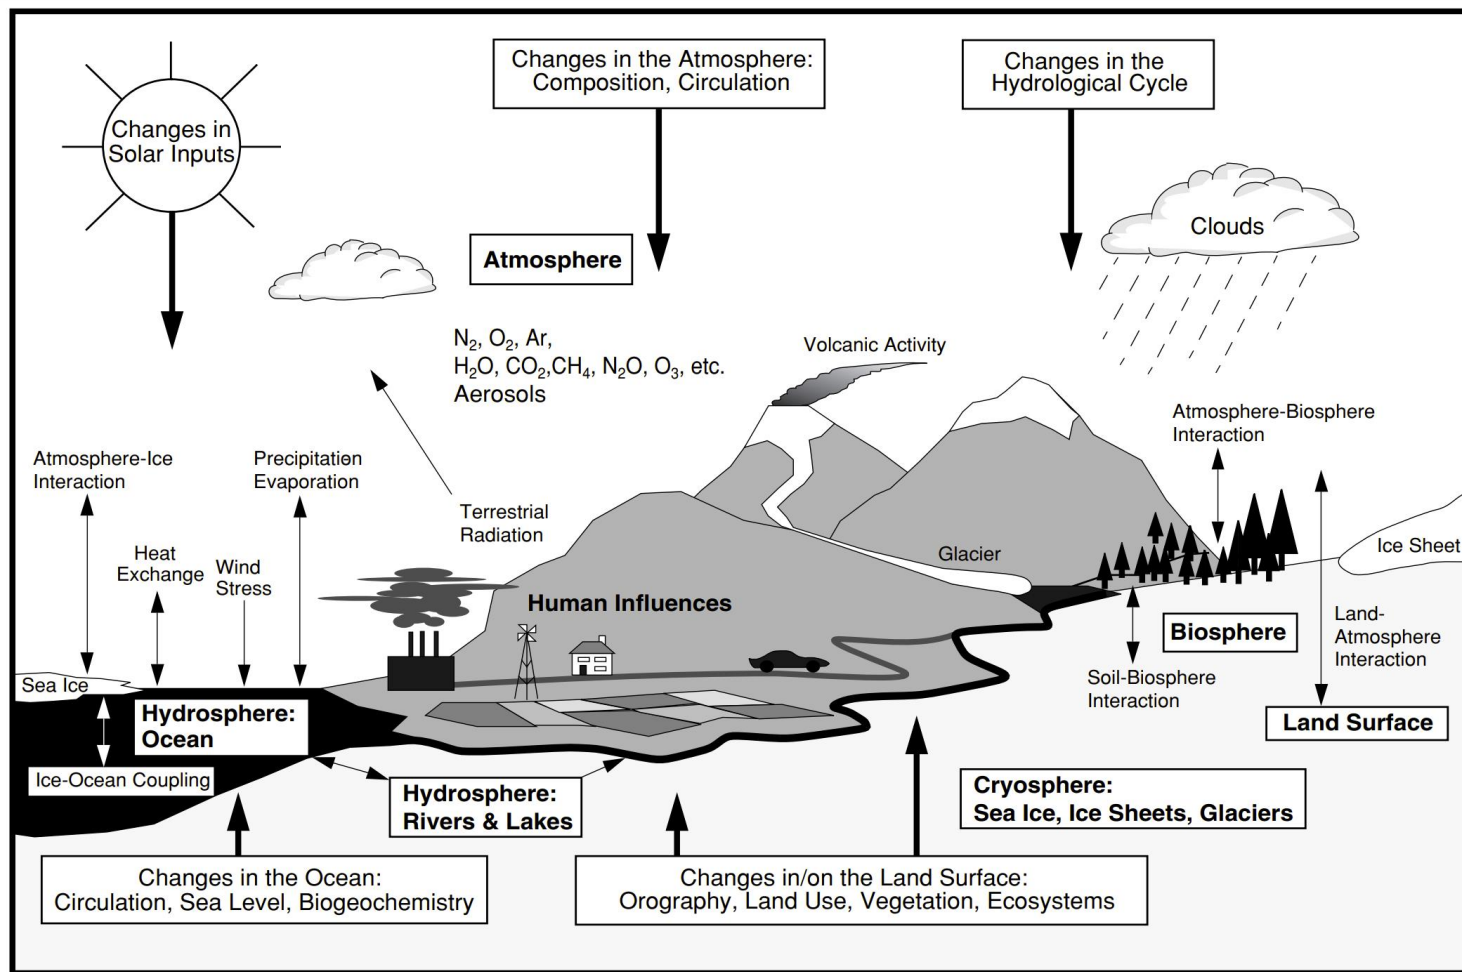 Changes in
Solar Inputs
Changes in the Atmosphere:
Composition, Circulation
Changes in the
Hydrological Cycle
Clouds
Atmosphere
N₂, O₂, Ar,
H₂O, CO₂,CH₄, N₂O, O₃, etc.
Aerosols
Volcanic Activity
Atmosphere-Biosphere
Interaction
Atmosphere-Ice
Interaction
Precipitation
Evaporation
Terrestrial
Radiation
Heat
Exchange
Wind
Stress
Glacier
Ice Sheet
Human Influences
Biosphere
Land-
Atmosphere
Interaction
Soil-Biosphere
Interaction
Sea Ice
Hydrosphere:
Ocean
Land Surface
Ice-Ocean Coupling
Hydrosphere:
Rivers & Lakes
Cryosphere:
Sea Ice, Ice Sheets, Glaciers
Changes in the Ocean:
Circulation, Sea Level, Biogeochemistry
Changes in/on the Land Surface:
Orography, Land Use, Vegetation, Ecosystems